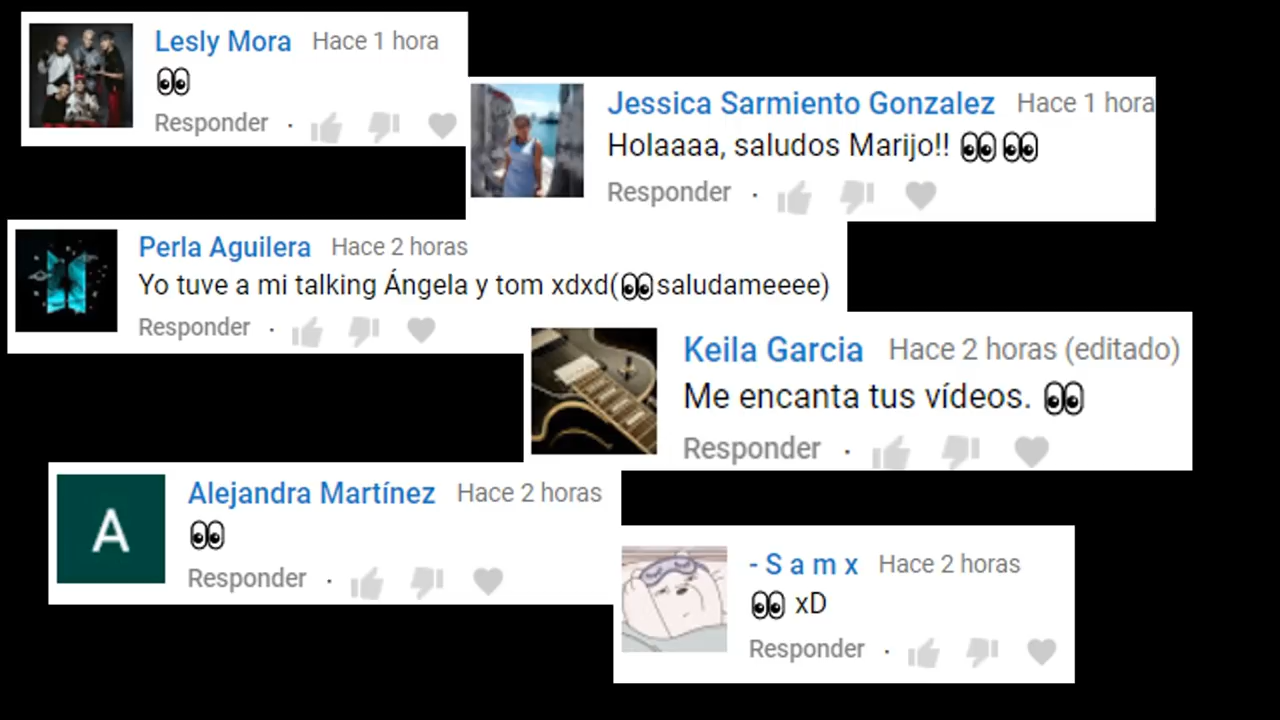 Lesly Mora Hace 1 hora
👀
Responder ·
Jessica Sarmiento Gonzalez Hace 1 hora
Holaaaa, saludos Marijo!! 👀👀
Responder ·
Perla Aguilera Hace 2 horas
Yo tuve a mi talking Ángela y tom xdxd(👀saludameeee)
Responder ·
Keila Garcia Hace 2 horas (editado)
Me encanta tus vídeos. 👀
Responder ·
A
Alejandra Martínez Hace 2 horas
👀
Responder ·
- S a m x Hace 2 horas
👀 xD
Responder ·